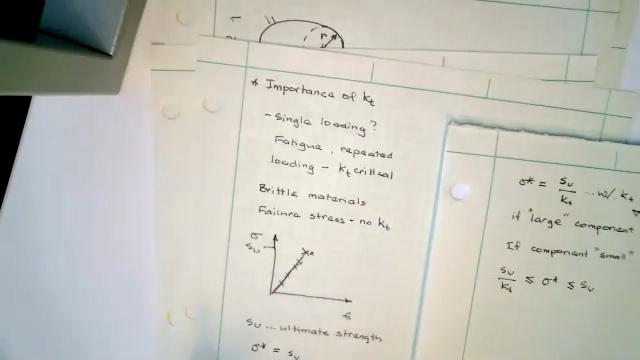 * Importance of kt
- Single loading?
Fatigue, repeated
loading - kt critical
Brittle materials
Failure stress - no kt
σ
Su
ε
Su ... ultimate strength
σ* = Su
r
σ* = Su/kt ... w/. kt
if "large" component
If component "small"
Su/kt ≤ σ* ≤ Su